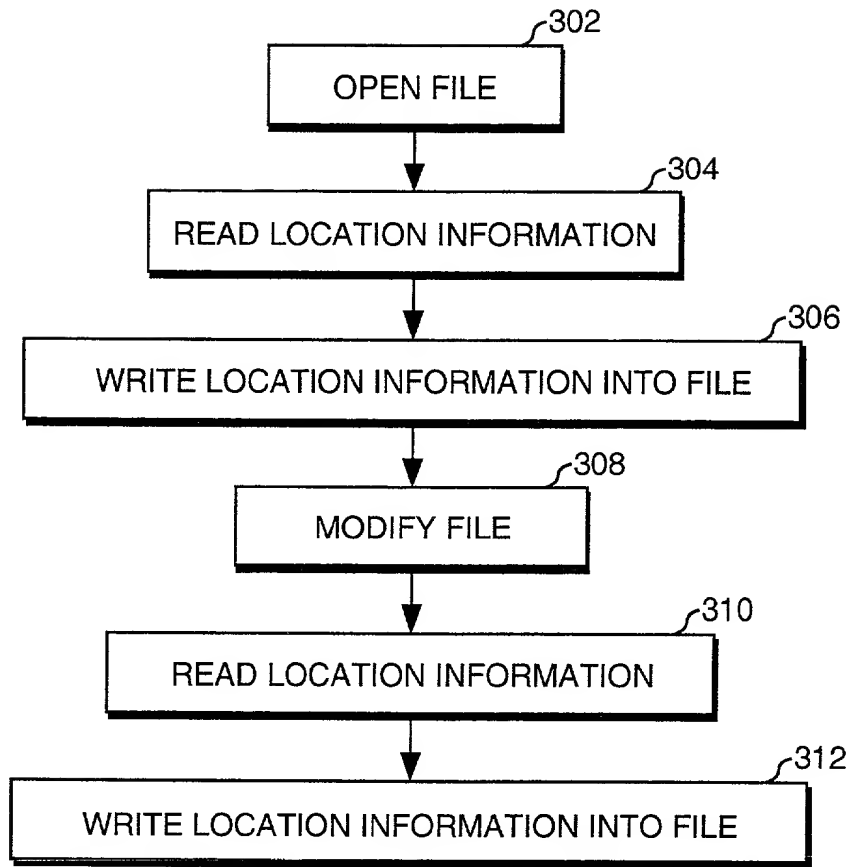 302
OPEN FILE
304
READ LOCATION INFORMATION
306
WRITE LOCATION INFORMATION INTO FILE
308
MODIFY FILE
310
READ LOCATION INFORMATION
312
WRITE LOCATION INFORMATION INTO FILE